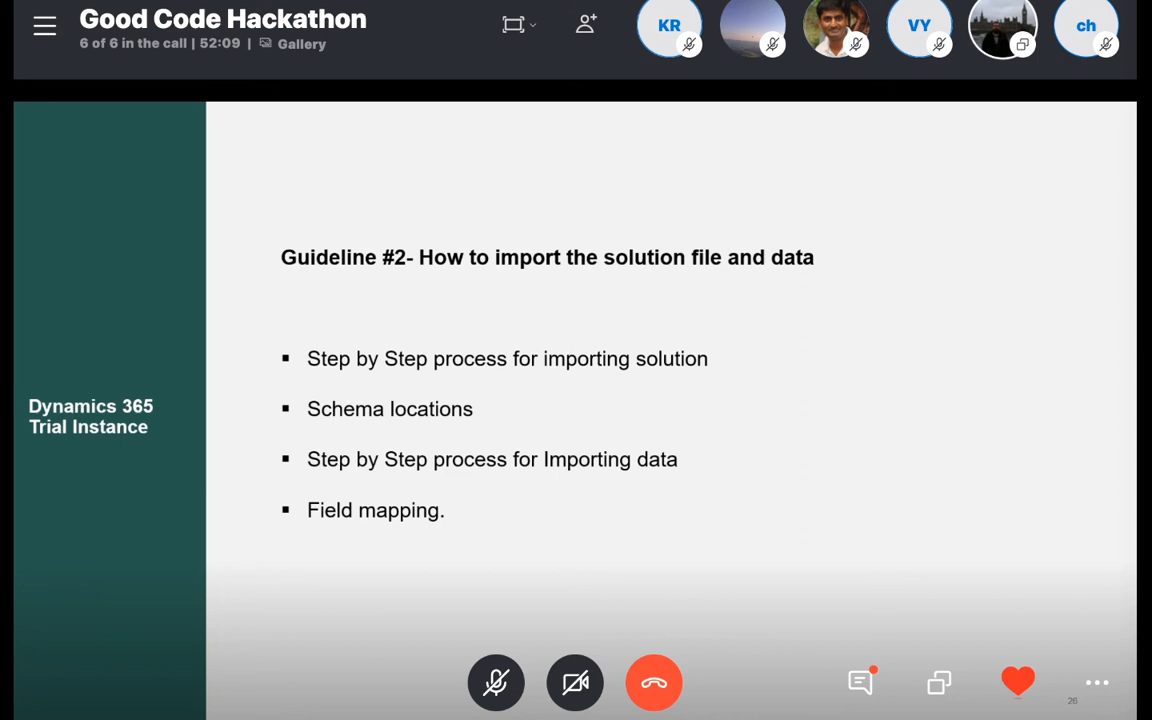 Good Code Hackathon
6 of 6 in the call | 52:09 | Gallery
KR
VY
ch
Guideline #2- How to import the solution file and data
▪ Step by Step process for importing solution
▪ Schema locations
▪ Step by Step process for Importing data
▪ Field mapping.
Dynamics 365
Trial Instance
26